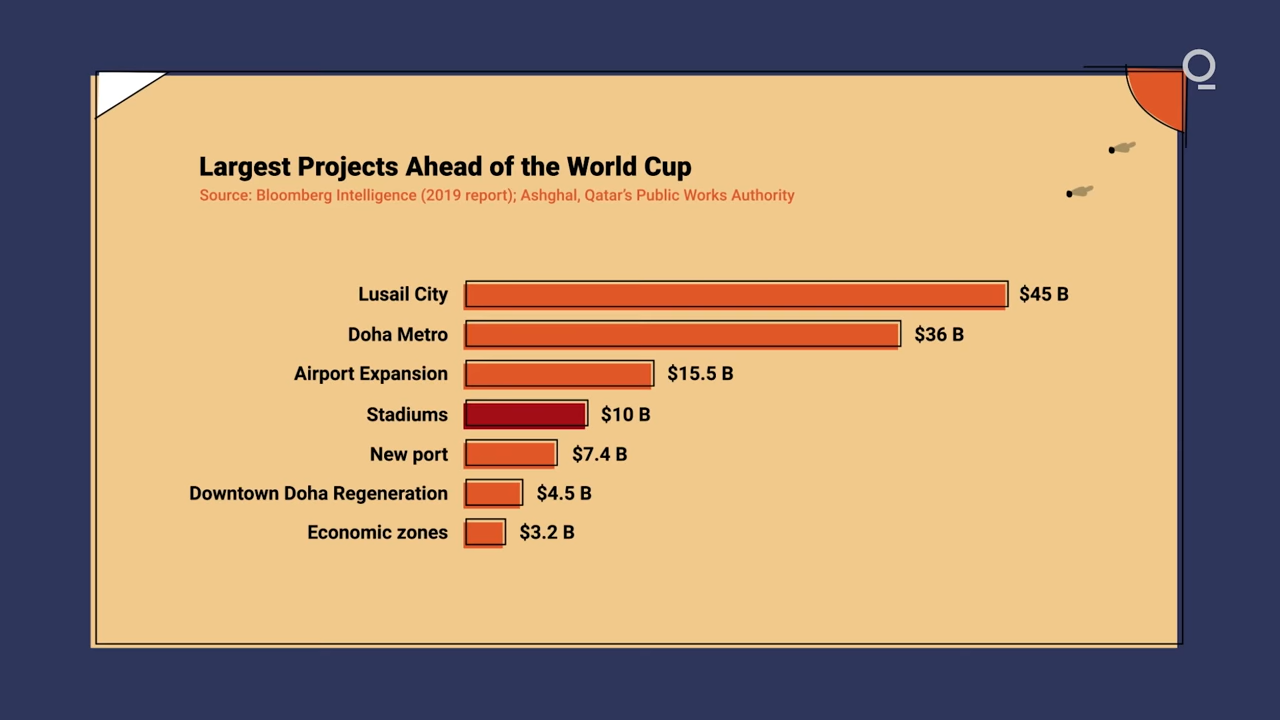 Largest Projects Ahead of the World Cup
Source: Bloomberg Intelligence (2019 report); Ashghal, Qatar's Public Works Authority
Lusail City $45 B
Doha Metro $36 B
Airport Expansion $15.5 B
Stadiums $10 B
New port $7.4 B
Downtown Doha Regeneration $4.5 B
Economic zones $3.2 B